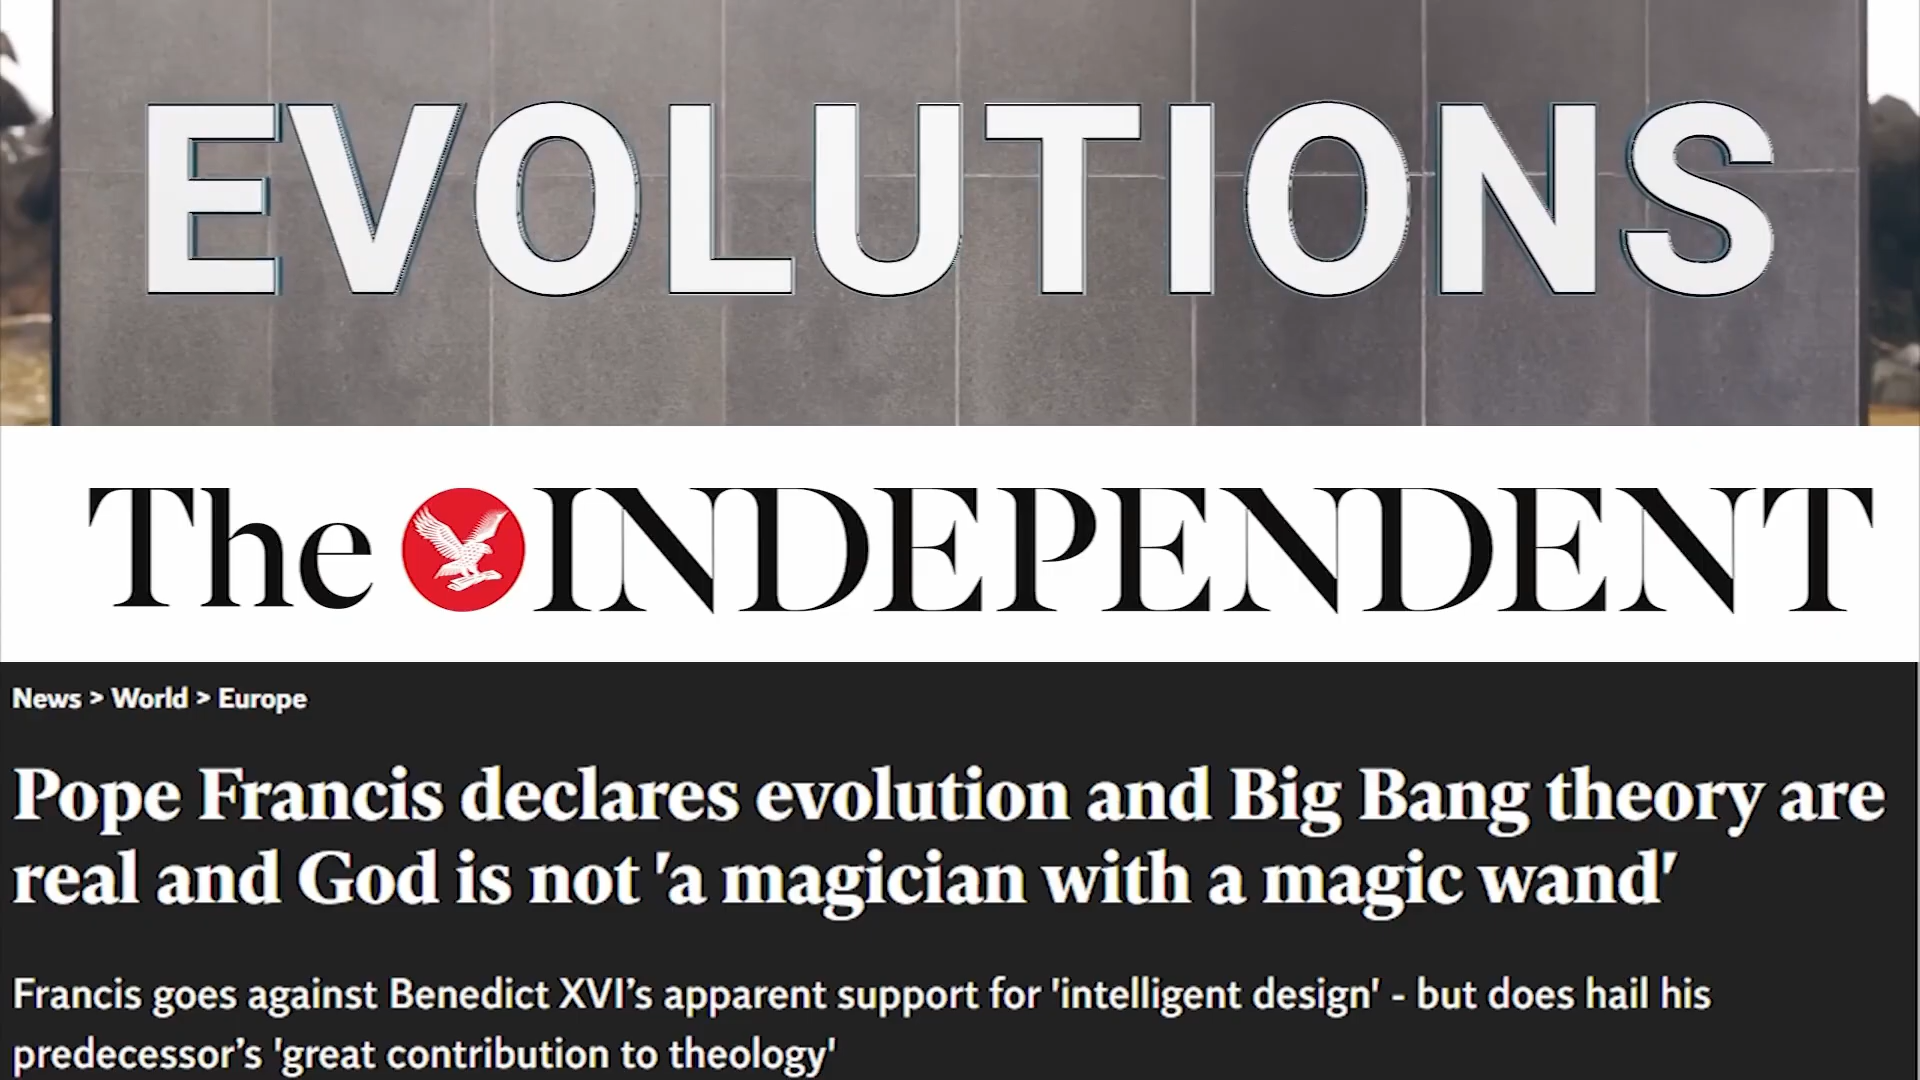 EVOLUTIONS
The INDEPENDENT
News > World > Europe
Pope Francis declares evolution and Big Bang theory are
real and God is not 'a magician with a magic wand'
Francis goes against Benedict XVI’s apparent support for 'intelligent design' - but does hail his
predecessor’s 'great contribution to theology'